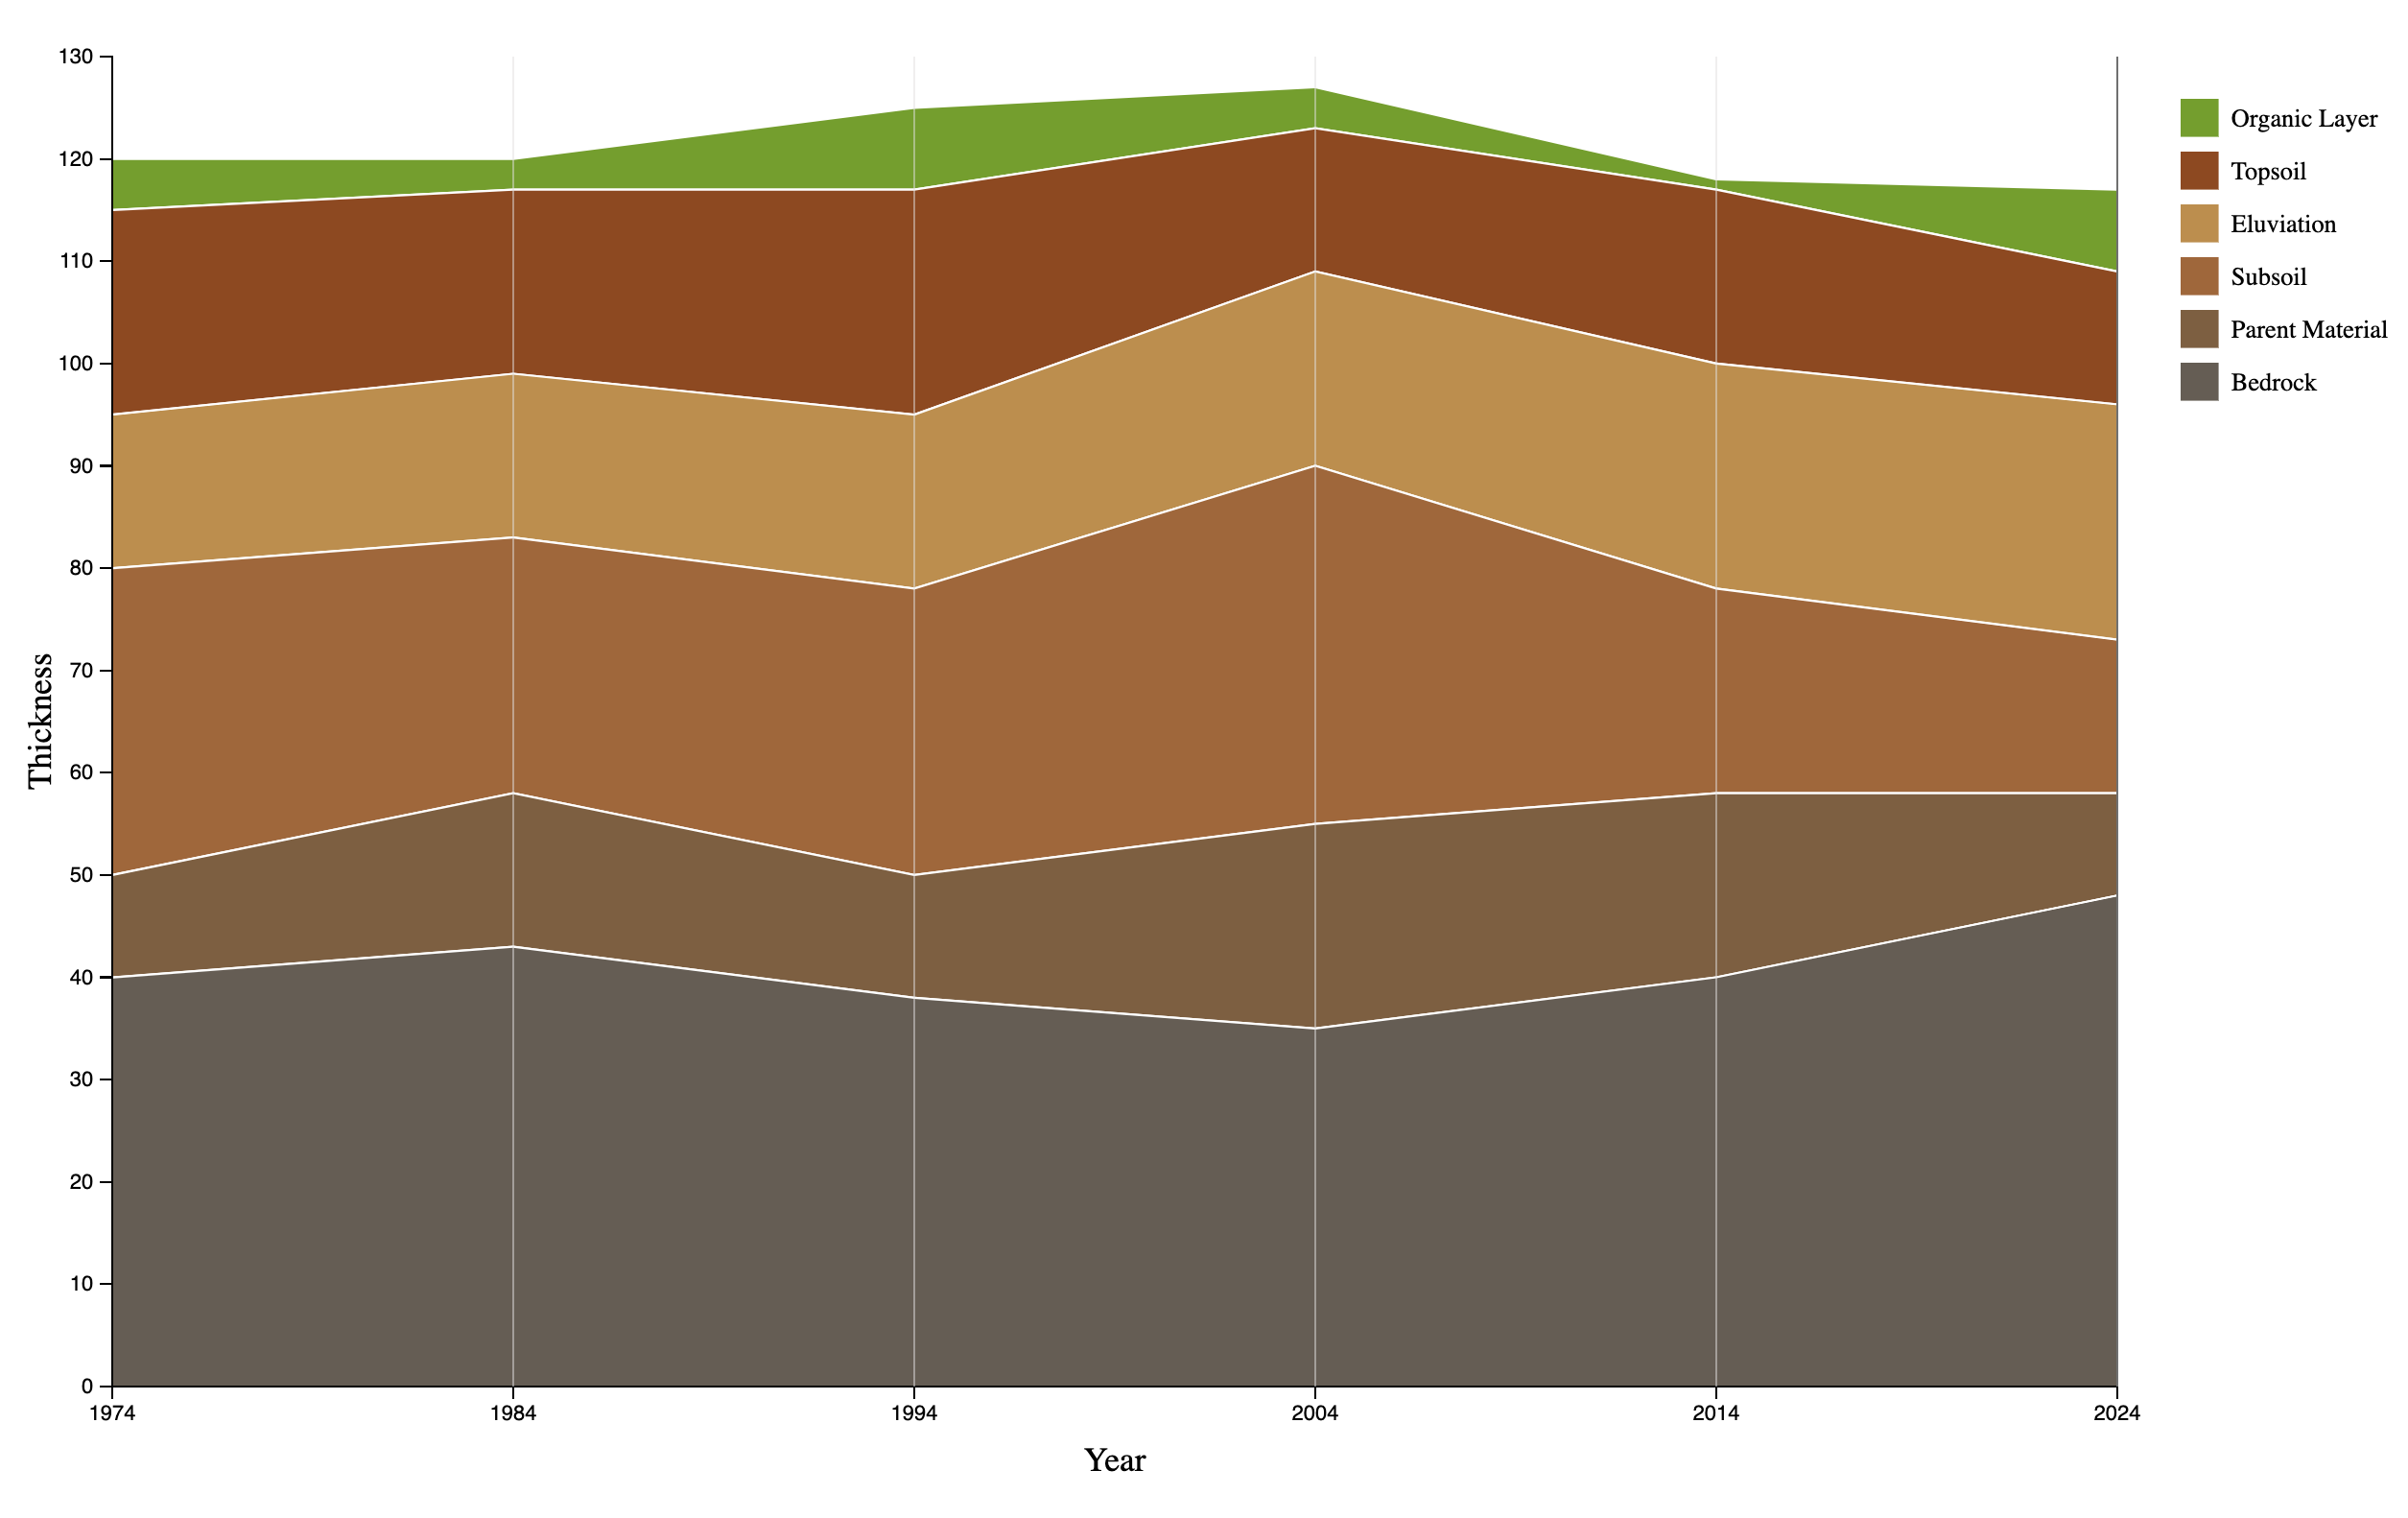 130
120
110
100
90
80
70
60
50
40
30
20
10
0
Thickness
1974 1984 1994 2004 2014 2024
Year
Organic Layer
Topsoil
Eluviation
Subsoil
Parent Material
Bedrock